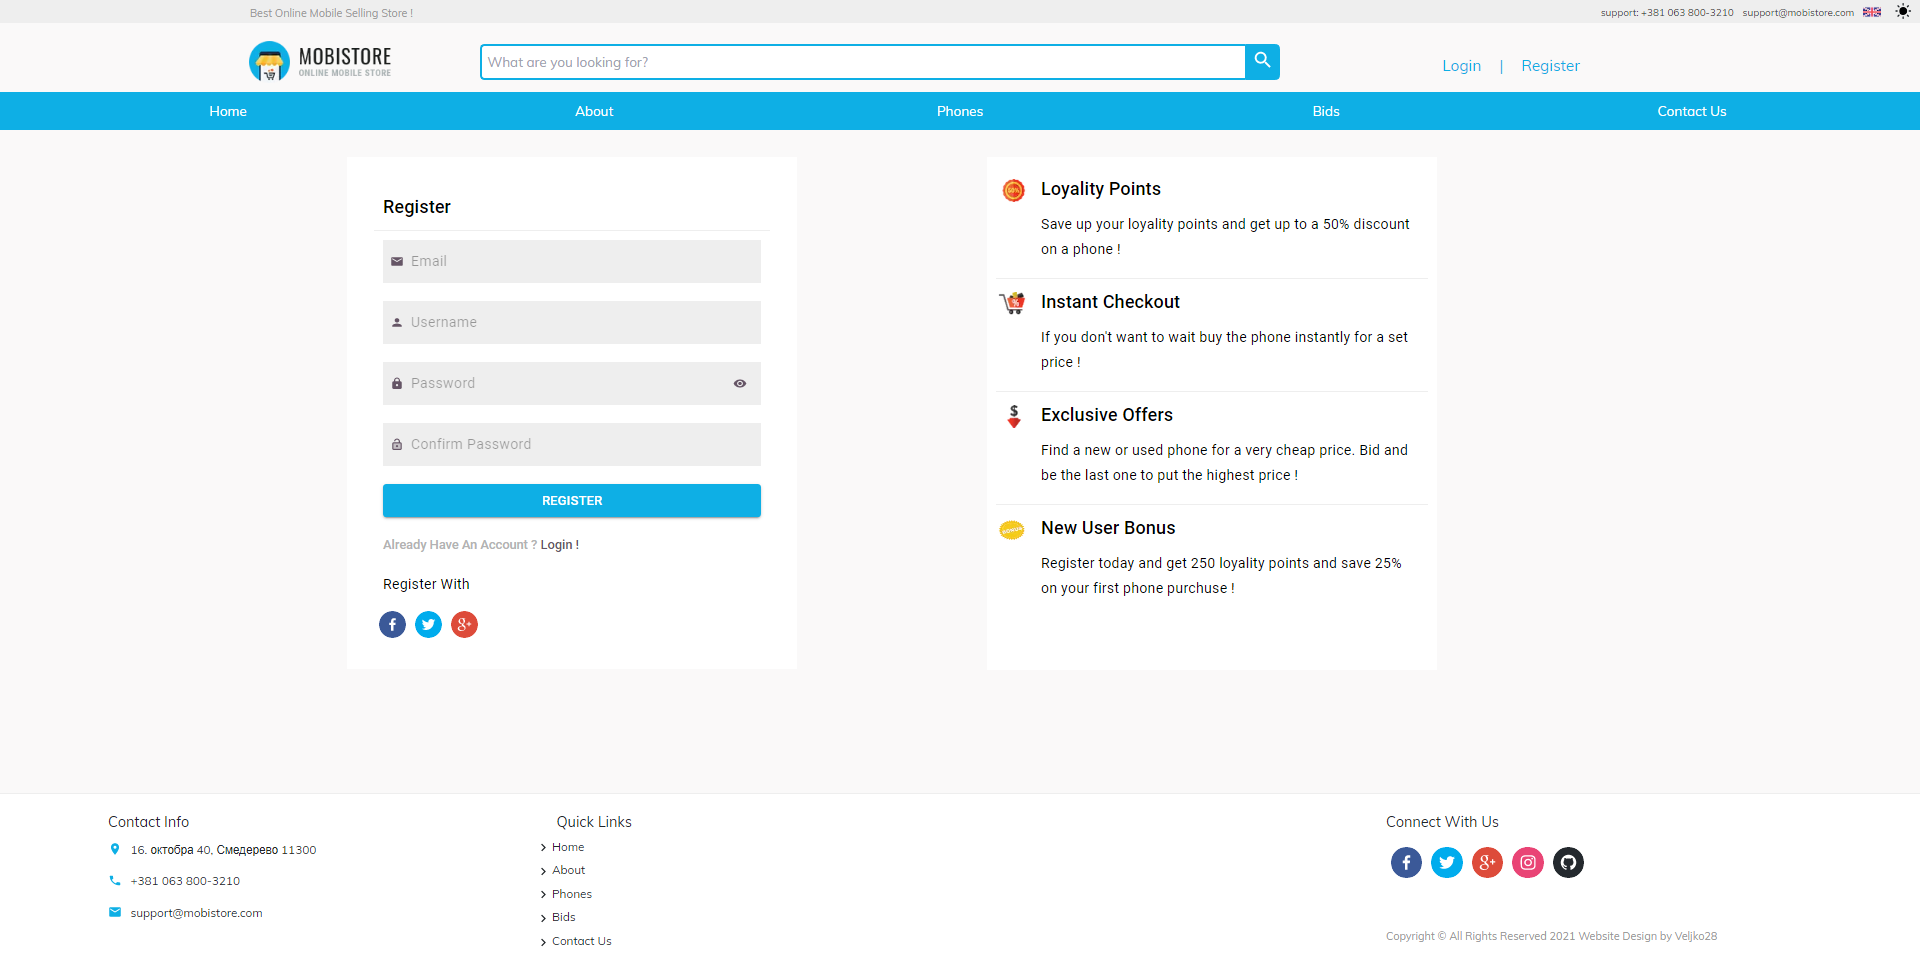 Best Online Mobile Selling Store !
support: +381 063 800-3210 support@mobistore.com
MOBISTORE
ONLINE MOBILE STORE
What are you looking for?
Login | Register
Home About Phones Bids Contact Us
Register
Email
Username
Password
Confirm Password
REGISTER
Already Have An Account ? Login !
Register With
Loyality Points
Save up your loyality points and get up to a 50% discount
on a phone !
Instant Checkout
If you don't want to wait buy the phone instantly for a set
price !
Exclusive Offers
Find a new or used phone for a very cheap price. Bid and
be the last one to put the highest price !
New User Bonus
Register today and get 250 loyality points and save 25%
on your first phone purchuse !
Contact Info
16. октобра 40, Смедерево 11300
+381 063 800-3210
support@mobistore.com
Quick Links
Home
About
Phones
Bids
Contact Us
Connect With Us
Copyright © All Rights Reserved 2021 Website Design by Veljko28